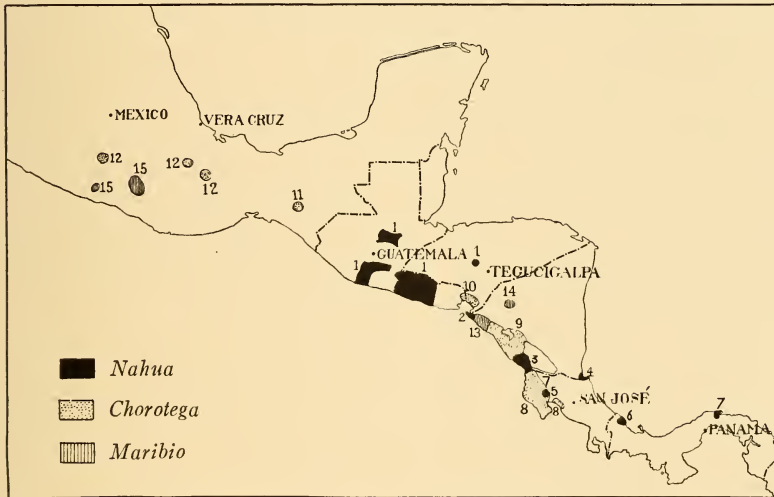 MEXICO
VERA CRUZ
12
15
12
12
15
11
1
GUATEMALA
1
1
1
TEGUCIGALPA
10
14
2
13
9
3
4
5
SAN JOSÉ
8
8
6
7
PANAMA
Nahua
Chorotega
Maribio